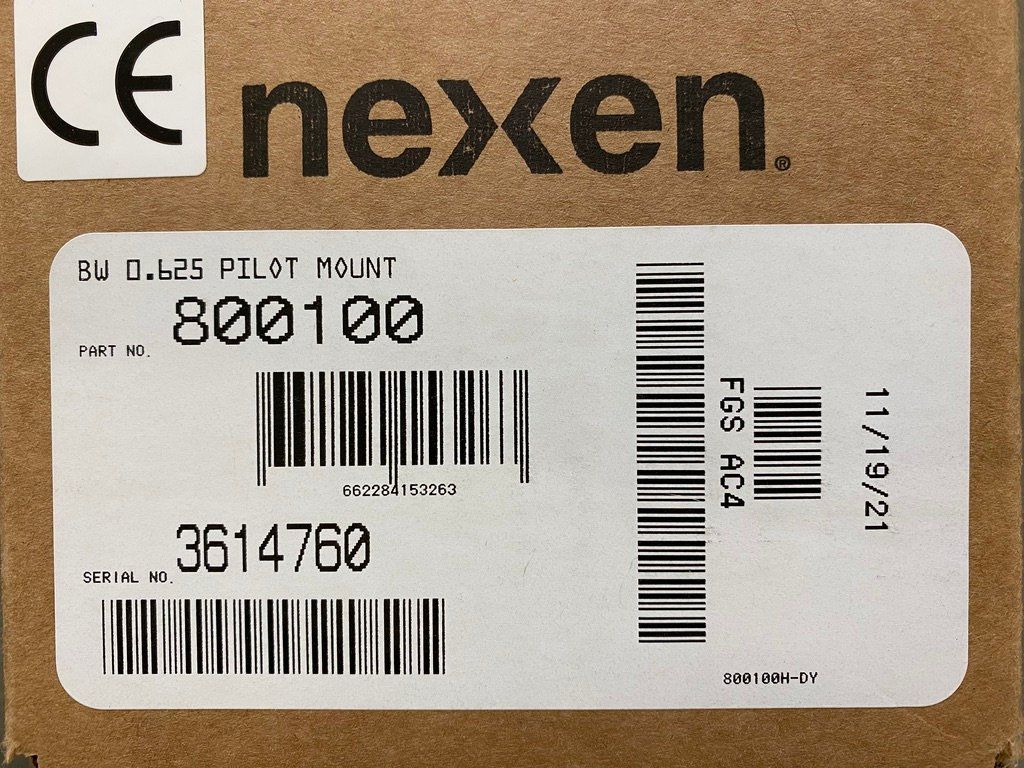 CE
nexen®
BW 0.625 PILOT MOUNT
PART NO. 800100
662284153263
SERIAL NO. 3614760
FGS AC4
11/19/21
800100H-DY